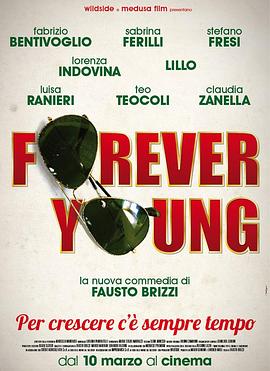 wildside e medusa film presentano
fabrizio BENTIVOGLIO
sabrina FERILLI
stefano FRESI
lorenza INDOVINA
LILLO
luisa RANIERI
teo TEOCOLI
claudia ZANELLA
FOREVER
YOUNG
la nuova commedia di
FAUSTO BRIZZI
Per crescere c'è sempre tempo
dal 10 marzo al cinema